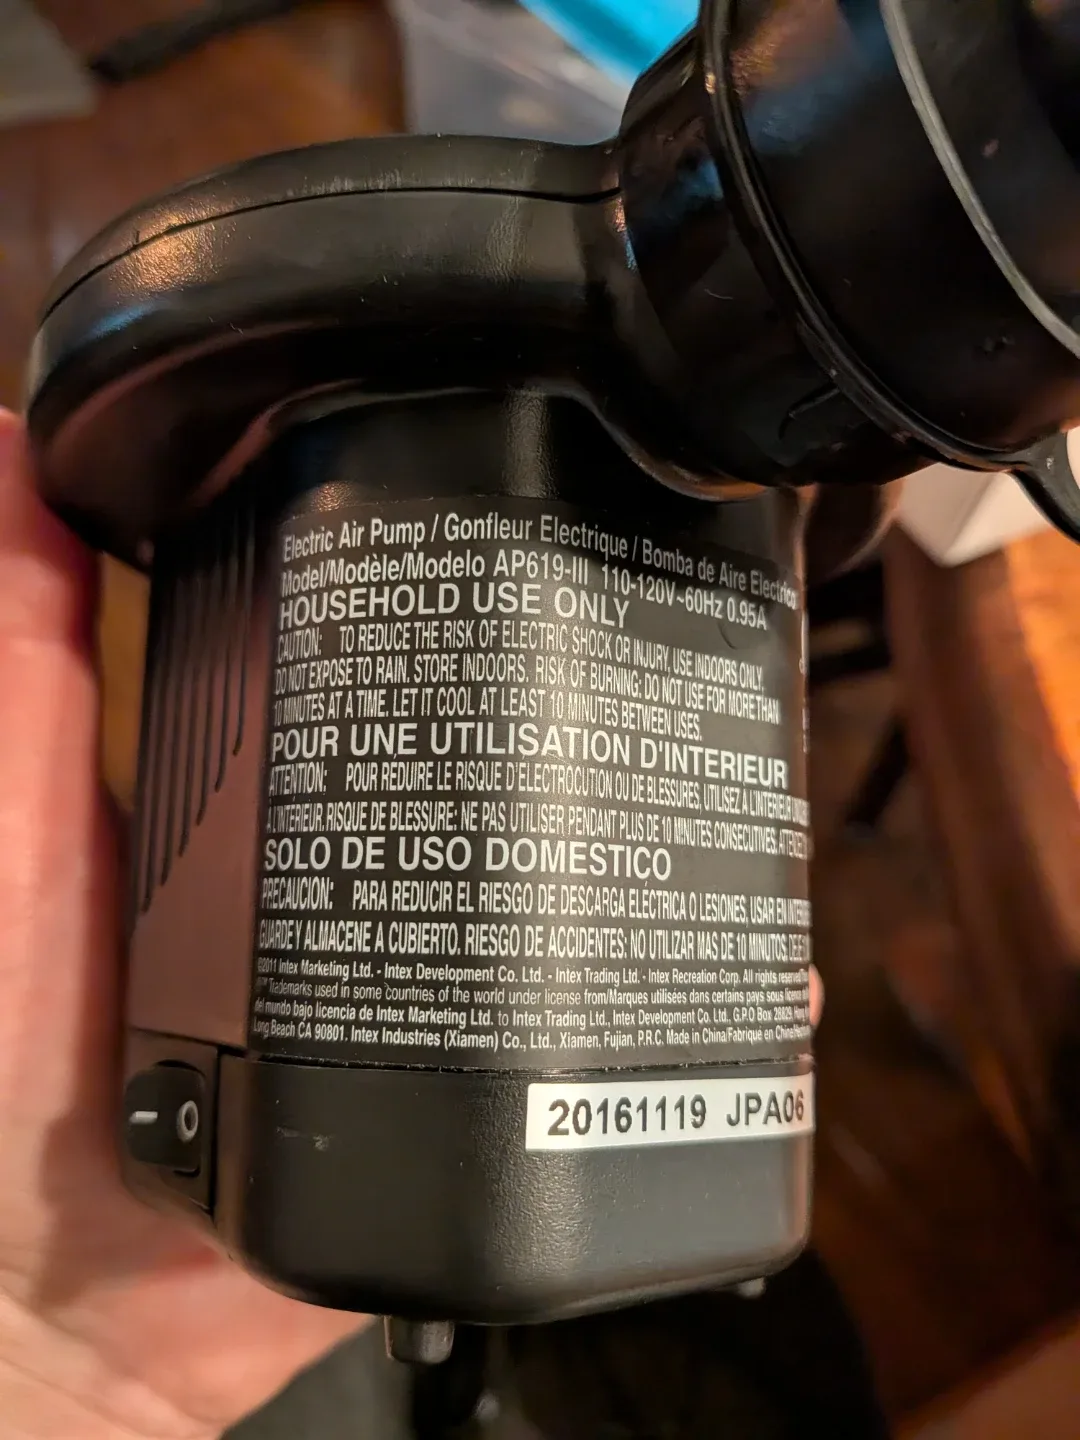 Electric Air Pump / Gonfleur Electrique / Bomba de Aire Electrica
Model/Modèle/Modelo AP619-III 110-120V~60Hz 0.95A
HOUSEHOLD USE ONLY
CAUTION: TO REDUCE THE RISK OF ELECTRIC SHOCK OR INJURY, USE INDOORS ONLY.
DO NOT EXPOSE TO RAIN. STORE INDOORS. RISK OF BURNING: DO NOT USE FOR MORE THAN
10 MINUTES AT A TIME. LET IT COOL AT LEAST 10 MINUTES BETWEEN USES.
POUR UNE UTILISATION D'INTERIEUR
ATTENTION: POUR REDUIRE LE RISQUE D'ELECTROCUTION OU DE BLESSURES, UTILISEZ A L'INTERIEUR
A L'INTERIEUR. RISQUE DE BLESSURE: NE PAS UTILISER PENDANT PLUS DE 10 MINUTES CONSECUTIVES.
SOLO DE USO DOMESTICO
PRECAUCION: PARA REDUCIR EL RIESGO DE DESCARGA ELÉCTRICA O LESIONES, USAR EN
GUARDE Y ALMACENE A CUBIERTO. RIESGO DE ACCIDENTES: NO UTILIZAR MAS DE 10 MINUTOS.
©2011 Intex Marketing Ltd. - Intex Development Co. Ltd. - Intex Trading Ltd. - Intex Recreation Corp. All rights reserved
®™ Trademarks used in some countries of the world under license from/Marques utilisées dans certains pays sous licence
del mundo bajo licencia de Intex Marketing Ltd. to Intex Trading Ltd., Intex Development Co. Ltd., G.P.O Box 28829,
Long Beach CA 90801. Intex Industries (Xiamen) Co., Ltd., Xiamen, Fujian, P.R.C. Made in China/Fabriqué en Chine
20161119 JPA06